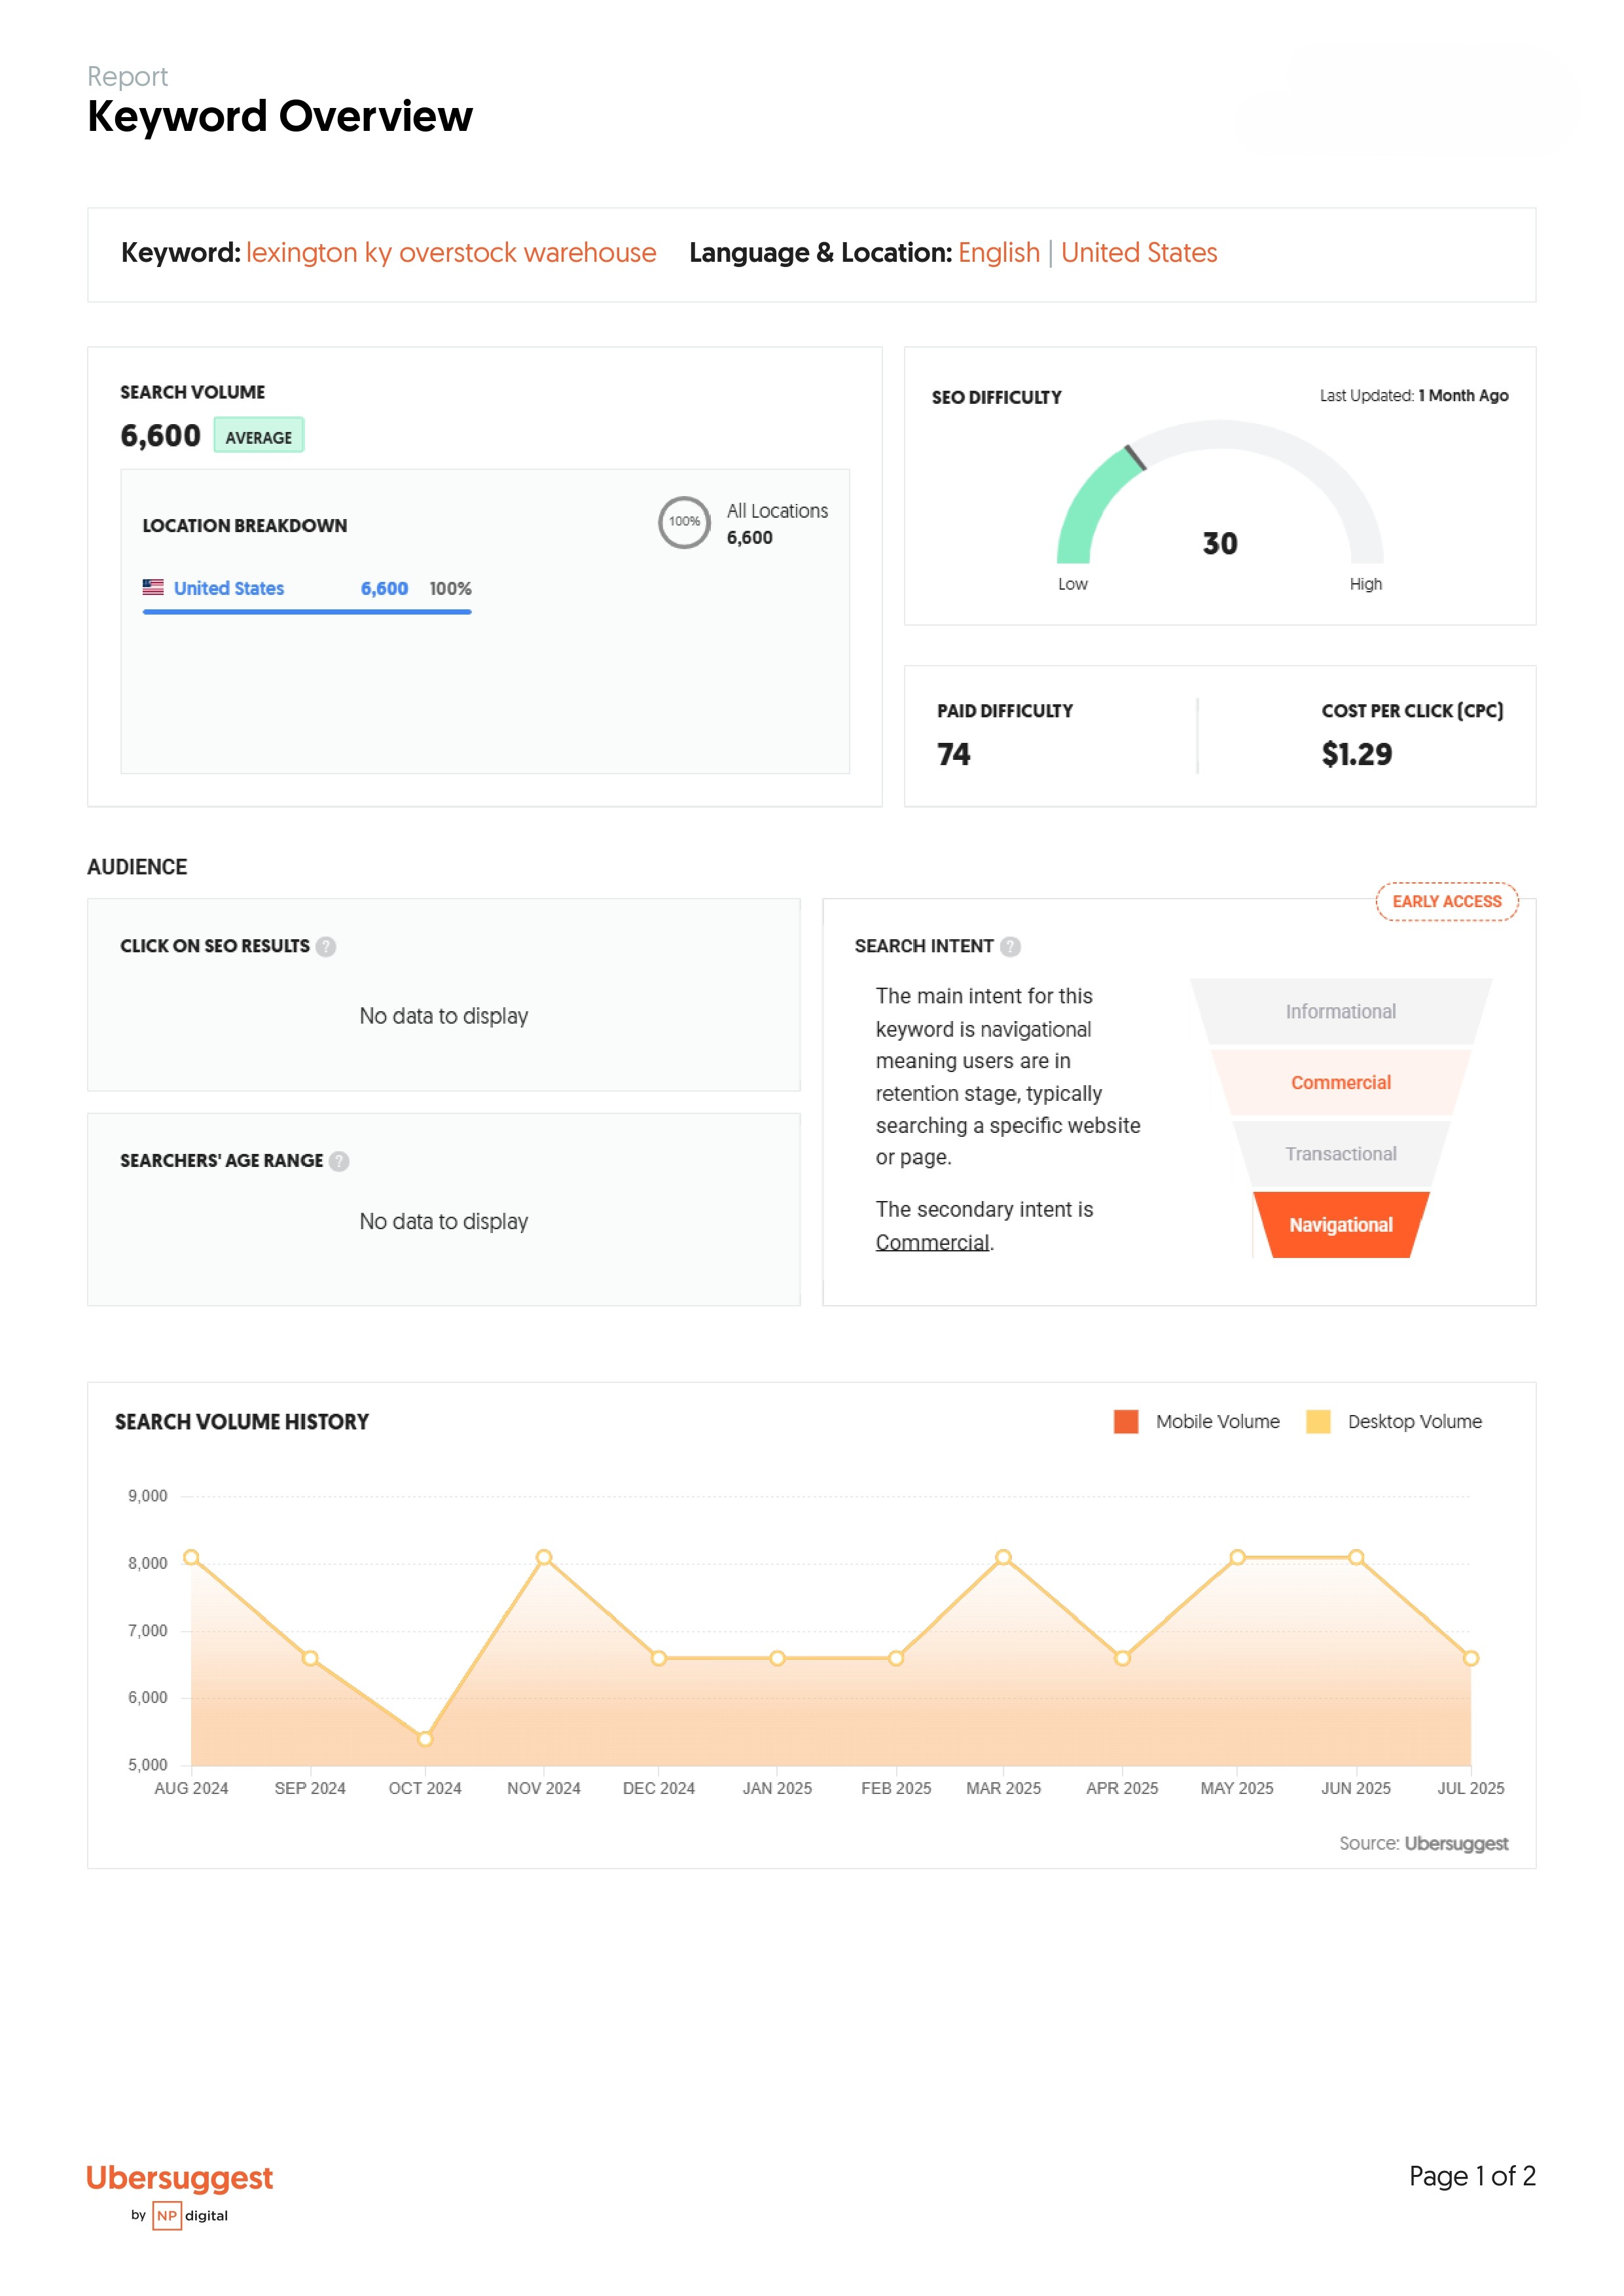 Report
Keyword Overview
Keyword: lexington ky overstock warehouse Language & Location: English | United States
SEARCH VOLUME
6,600 AVERAGE
LOCATION BREAKDOWN
100%
All Locations
6,600
United States 6,600 100%
SEO DIFFICULTY
Last Updated: 1 Month Ago
30
Low
High
PAID DIFFICULTY
74
COST PER CLICK (CPC)
$1.29
AUDIENCE
CLICK ON SEO RESULTS ?
No data to display
SEARCHERS' AGE RANGE ?
No data to display
EARLY ACCESS
SEARCH INTENT ?
The main intent for this
keyword is navigational
meaning users are in
retention stage, typically
searching a specific website
or page.
The secondary intent is
Commercial.
Informational
Commercial
Transactional
Navigational
SEARCH VOLUME HISTORY
Mobile Volume
Desktop Volume
9,000
8,000
7,000
6,000
5,000
AUG 2024 SEP 2024 OCT 2024 NOV 2024 DEC 2024 JAN 2025 FEB 2025 MAR 2025 APR 2025 MAY 2025 JUN 2025 JUL 2025
Source: Ubersuggest
Ubersuggest
by NP digital
Page 1 of 2